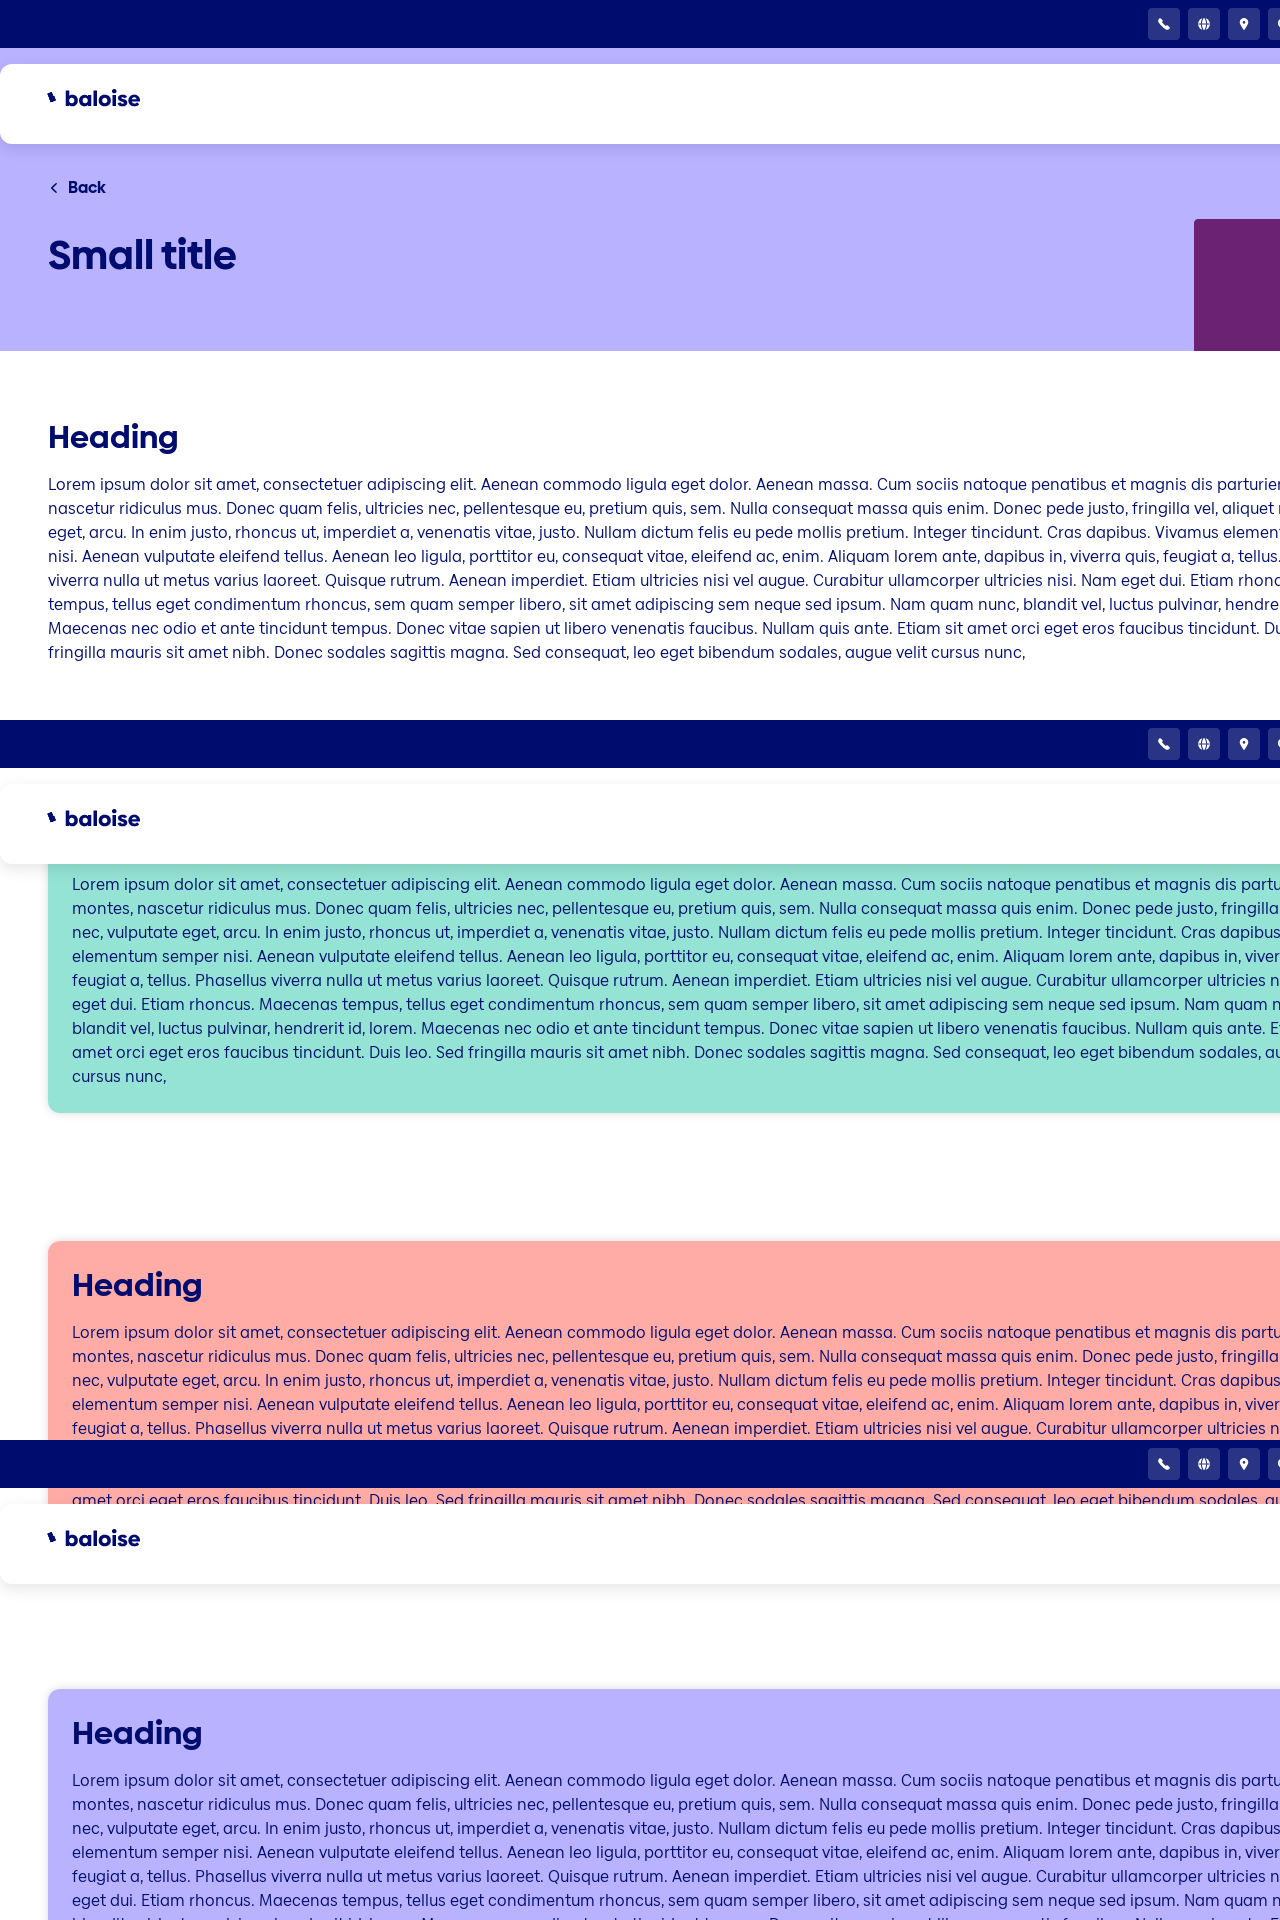 baloise
Back
Small title
Heading
Lorem ipsum dolor sit amet, consectetuer adipiscing elit. Aenean commodo ligula eget dolor. Aenean massa. Cum sociis natoque penatibus et magnis dis
nascetur ridiculus mus. Donec quam felis, ultricies nec, pellentesque eu, pretium quis, sem. Nulla consequat massa quis enim. Donec pede justo, fringilla vel, aliquet
eget, arcu. In enim justo, rhoncus ut, imperdiet a, venenatis vitae, justo. Nullam dictum felis eu pede mollis pretium. Integer tincidunt. Cras dapibus. Vivamus
nisi. Aenean vulputate eleifend tellus. Aenean leo ligula, porttitor eu, consequat vitae, eleifend ac, enim. Aliquam lorem ante, dapibus in, viverra quis, feugiat a, tellus.
viverra nulla ut metus varius laoreet. Quisque rutrum. Aenean imperdiet. Etiam ultricies nisi vel augue. Curabitur ullamcorper ultricies nisi. Nam eget dui. Etiam
tempus, tellus eget condimentum rhoncus, sem quam semper libero, sit amet adipiscing sem neque sed ipsum. Nam quam nunc, blandit vel, luctus pulvinar,
Maecenas nec odio et ante tincidunt tempus. Donec vitae sapien ut libero venenatis faucibus. Nullam quis ante. Etiam sit amet orci eget eros faucibus tincidunt.
fringilla mauris sit amet nibh. Donec sodales sagittis magna. Sed consequat, leo eget bibendum sodales, augue velit cursus nunc,
baloise
Lorem ipsum dolor sit amet, consectetuer adipiscing elit. Aenean commodo ligula eget dolor. Aenean massa. Cum sociis natoque penatibus et magnis dis
montes, nascetur ridiculus mus. Donec quam felis, ultricies nec, pellentesque eu, pretium quis, sem. Nulla consequat massa quis enim. Donec pede justo, fringilla
nec, vulputate eget, arcu. In enim justo, rhoncus ut, imperdiet a, venenatis vitae, justo. Nullam dictum felis eu pede mollis pretium. Integer tincidunt. Cras dapibus
elementum semper nisi. Aenean vulputate eleifend tellus. Aenean leo ligula, porttitor eu, consequat vitae, eleifend ac, enim. Aliquam lorem ante, dapibus in,
feugiat a, tellus. Phasellus viverra nulla ut metus varius laoreet. Quisque rutrum. Aenean imperdiet. Etiam ultricies nisi vel augue. Curabitur ullamcorper ultricies
eget dui. Etiam rhoncus. Maecenas tempus, tellus eget condimentum rhoncus, sem quam semper libero, sit amet adipiscing sem neque sed ipsum. Nam quam
blandit vel, luctus pulvinar, hendrerit id, lorem. Maecenas nec odio et ante tincidunt tempus. Donec vitae sapien ut libero venenatis faucibus. Nullam quis ante.
amet orci eget eros faucibus tincidunt. Duis leo. Sed fringilla mauris sit amet nibh. Donec sodales sagittis magna. Sed consequat, leo eget bibendum sodales,
cursus nunc,
Heading
Lorem ipsum dolor sit amet, consectetuer adipiscing elit. Aenean commodo ligula eget dolor. Aenean massa. Cum sociis natoque penatibus et magnis dis
montes, nascetur ridiculus mus. Donec quam felis, ultricies nec, pellentesque eu, pretium quis, sem. Nulla consequat massa quis enim. Donec pede justo, fringilla
nec, vulputate eget, arcu. In enim justo, rhoncus ut, imperdiet a, venenatis vitae, justo. Nullam dictum felis eu pede mollis pretium. Integer tincidunt. Cras dapibus
elementum semper nisi. Aenean vulputate eleifend tellus. Aenean leo ligula, porttitor eu, consequat vitae, eleifend ac, enim. Aliquam lorem ante, dapibus in,
feugiat a, tellus. Phasellus viverra nulla ut metus varius laoreet. Quisque rutrum. Aenean imperdiet. Etiam ultricies nisi vel augue. Curabitur ullamcorper ultricies
amet orci eget eros faucibus tincidunt. Duis leo. Sed fringilla mauris sit amet nibh. Donec sodales sagittis magna. Sed consequat, leo eget bibendum sodales,
baloise
Heading
Lorem ipsum dolor sit amet, consectetuer adipiscing elit. Aenean commodo ligula eget dolor. Aenean massa. Cum sociis natoque penatibus et magnis dis
montes, nascetur ridiculus mus. Donec quam felis, ultricies nec, pellentesque eu, pretium quis, sem. Nulla consequat massa quis enim. Donec pede justo, fringilla
nec, vulputate eget, arcu. In enim justo, rhoncus ut, imperdiet a, venenatis vitae, justo. Nullam dictum felis eu pede mollis pretium. Integer tincidunt. Cras dapibus
elementum semper nisi. Aenean vulputate eleifend tellus. Aenean leo ligula, porttitor eu, consequat vitae, eleifend ac, enim. Aliquam lorem ante, dapibus in,
feugiat a, tellus. Phasellus viverra nulla ut metus varius laoreet. Quisque rutrum. Aenean imperdiet. Etiam ultricies nisi vel augue. Curabitur ullamcorper ultricies
eget dui. Etiam rhoncus. Maecenas tempus, tellus eget condimentum rhoncus, sem quam semper libero, sit amet adipiscing sem neque sed ipsum. Nam quam